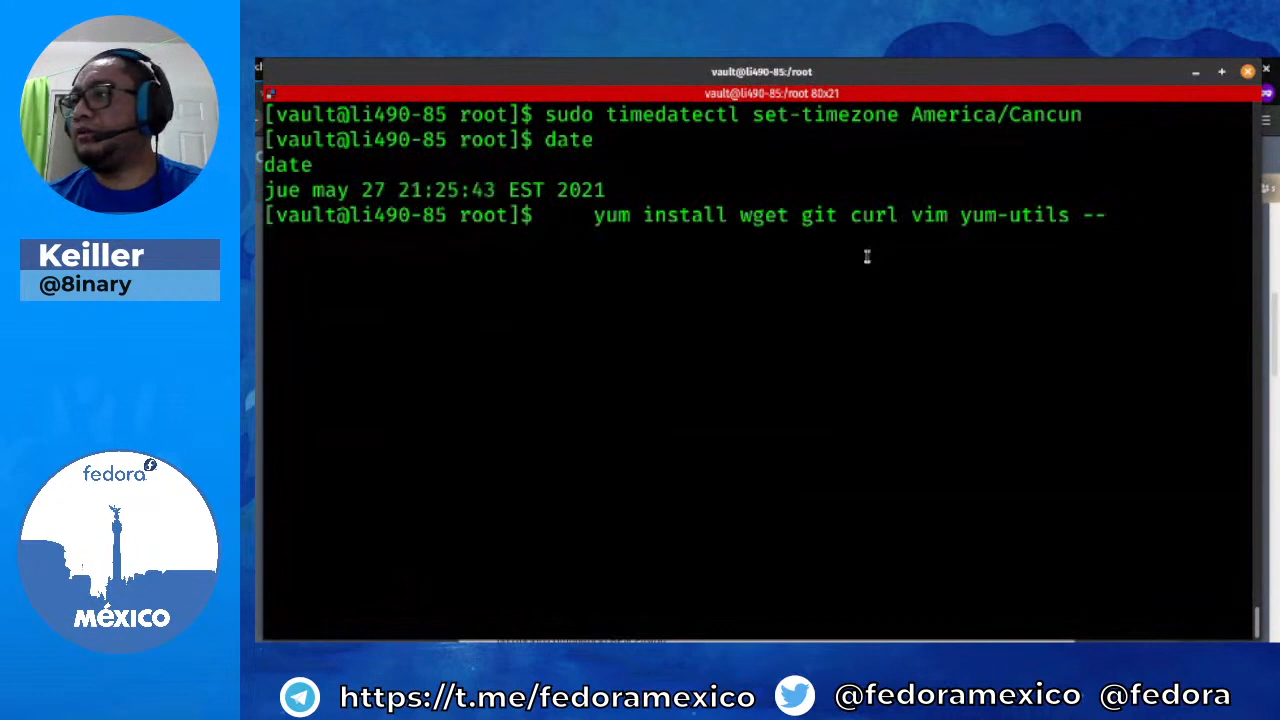 vault@li490-85:/root
vault@li490-85:/root 80x21
[vault@li490-85 root]$ sudo timedatectl set-timezone America/Cancun
[vault@li490-85 root]$ date
date
jue may 27 21:25:43 EST 2021
[vault@li490-85 root]$     yum install wget git curl vim yum-utils --
Keiller
@8inary
fedora
MÉXICO
https://t.me/fedoramexico
@fedoramexico
@fedora